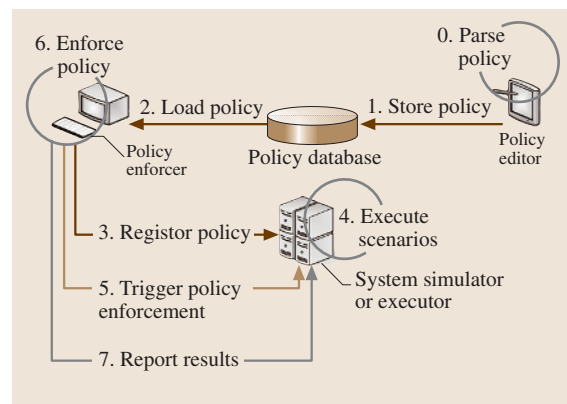 6. Enforce
policy
0. Parse
policy
2. Load policy
1. Store policy
Policy
enforcer
Policy database
Policy
editor
3. Registor policy
4. Execute
scenarios
5. Trigger policy
enforcement
System simulator
or executor
7. Report results